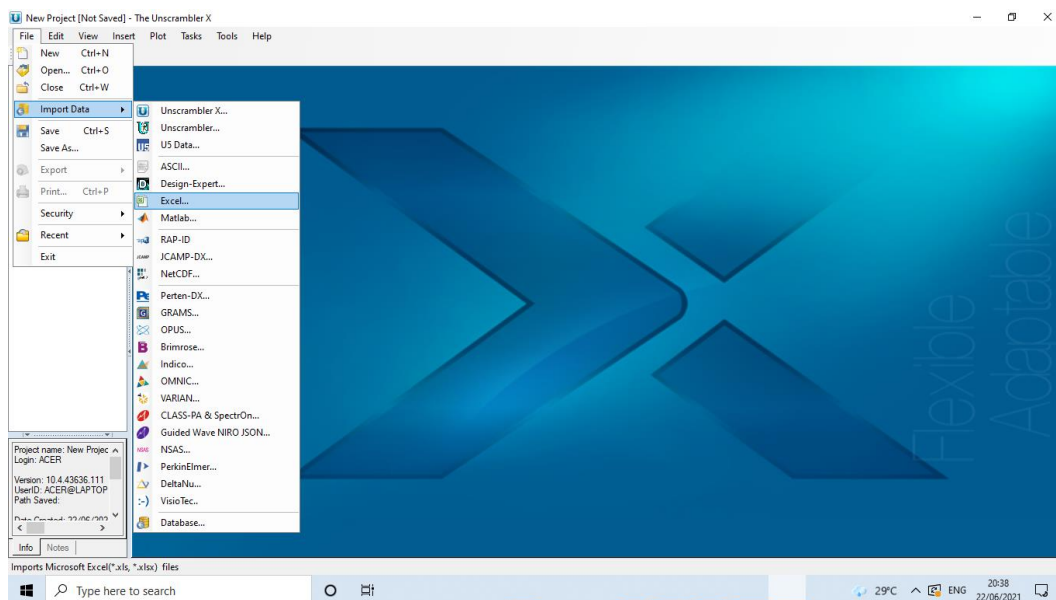 New Project [Not Saved] - The Unscrambler X
File Edit View Insert Plot Tasks Tools Help
New Ctrl+N
Open... Ctrl+O
Close Ctrl+W
Import Data
Save Ctrl+S
Save As...
Export
Print... Ctrl+P
Security
Recent
Exit
Unscrambler X...
Unscrambler...
U5 Data...
ASCII...
Design-Expert...
Excel...
Matlab...
RAP-ID
JCAMP-DX...
NetCDF...
Perten-DX...
GRAMS...
OPUS...
Brimrose...
Indico...
OMNIC...
VARIAN...
CLASS-PA & SpectrOn...
Guided Wave NIRO JSON...
NSAS...
PerkinElmer...
DeltaNu...
VisioTec..
Database...
Flexible
Adaptable
Project name: New Projec
Login: ACER
Version: 10.4.43636.111
UserID: ACER@LAPTOP
Path Saved:
Info Notes
Imports Microsoft Excel(*.xls, *.xlsx) files
Type here to search
29°C ENG 20:38
22/06/2021